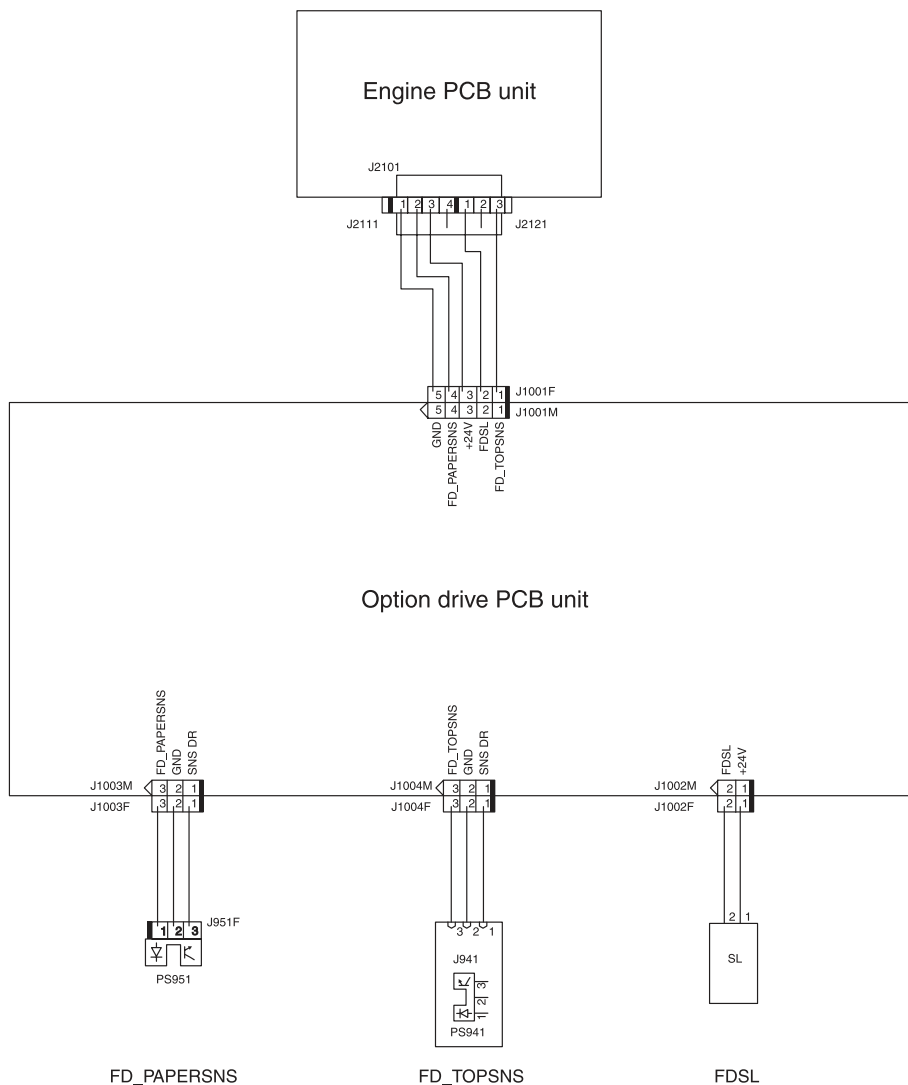 Engine PCB unit
J2101
1 2 3 4 1 2 3
J2111 J2121
5 4 3 2 1 J1001F
5 4 3 2 1 J1001M
GND
FD_PAPERSNS
+24V
FDSL
FD_TOPSNS
Option drive PCB unit
FD_PAPERSNS
GND
SNS DR
FD_TOPSNS
GND
SNS DR
FDSL
+24V
J1003M 3 2 1 J1004M 3 2 1 J1002M 2 1
J1003F 3 2 1 J1004F 3 2 1 J1002F 2 1
J951F
1 2 3
PS951
3 2 1
J941
3
2
1
PS941
2 1
SL
FD_PAPERSNS FD_TOPSNS FDSL